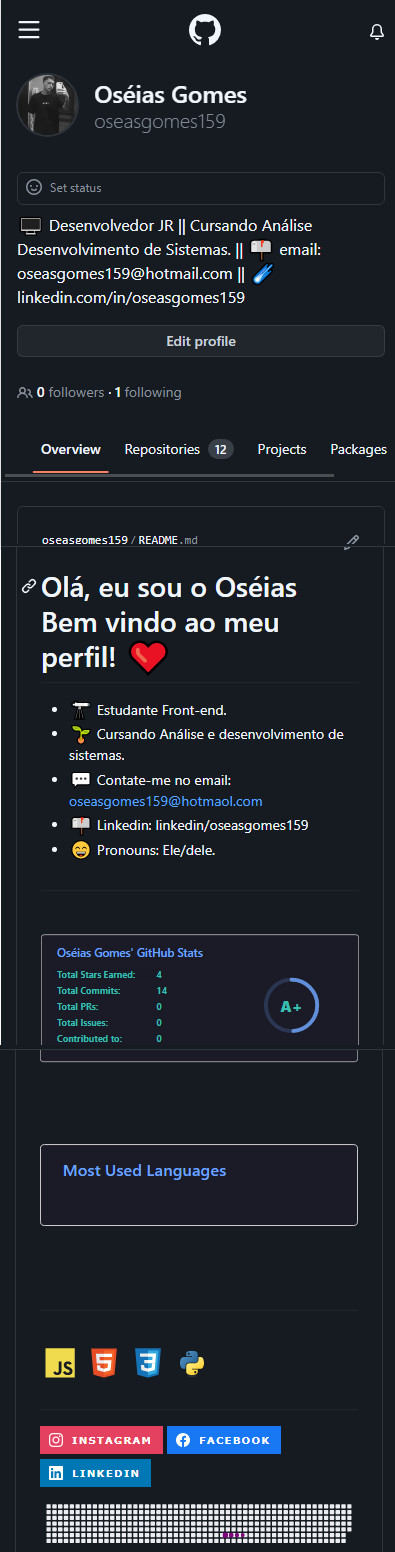 Oséias Gomes
oseasgomes159
Set status
Desenvolvedor JR || Cursando Análise
Desenvolvimento de Sistemas. || email:
oseasgomes159@hotmail.com ||
linkedin.com/in/oseasgomes159
Edit profile
0 followers · 1 following
Overview Repositories 12 Projects Packages
oseasgomes159/README.md
Olá, eu sou o Oséias
Bem vindo ao meu
perfil!
Estudante Front-end.
Cursando Análise e desenvolvimento de
sistemas.
Contate-me no email:
oseasgomes159@hotmaol.com
Linkedin: linkedin/oseasgomes159
Pronouns: Ele/dele.
Oséias Gomes' GitHub Stats
Total Stars Earned: 4
Total Commits: 14
Total PRs: 0
Total Issues: 0
Contributed to: 0
A+
Most Used Languages
JS 5 3
INSTAGRAM FACEBOOK
LINKEDIN